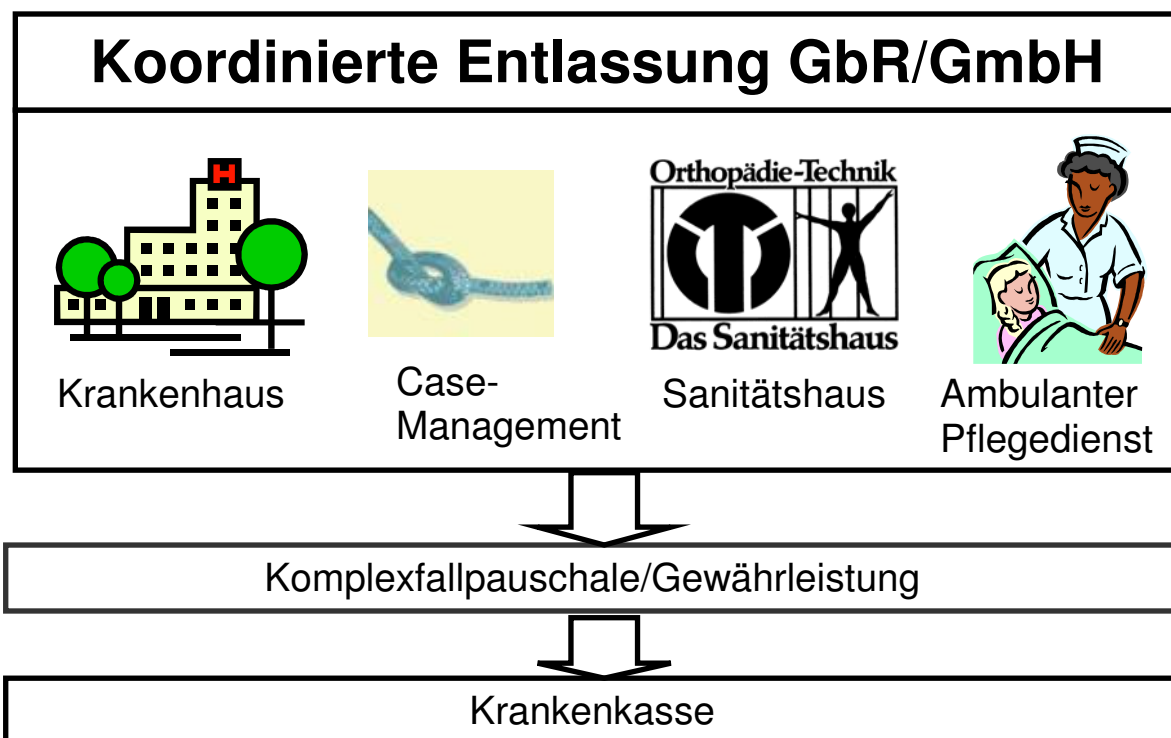 Koordinierte Entlassung GbR/GmbH
H
Orthopädie-Technik
Das Sanitätshaus
Krankenhaus
Case-
Management
Sanitätshaus
Ambulanter
Pflegedienst
Komplexfallpauschale/Gewährleistung
Krankenkasse